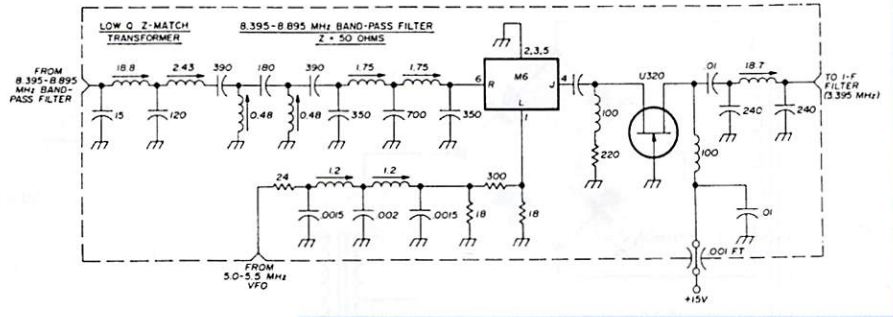 LOW Q Z-MATCH
TRANSFORMER
8.395-8.895 MHz BAND-PASS FILTER
Z = 50 OHMS
FROM
8.395-8.895
MHz BAND-
PASS FILTER
18.8
2.43
390
180
390
1.75
1.75
15
120
0.48
0.48
350
700
350
6
R
M6
J
L
1
2,3,5
4
U320
100
220
.01
18.7
240
240
100
.01
TO I-F
FILTER
(3.395 MHz)
24
1.2
1.2
300
.0015
.002
.0015
18
18
FROM
5.0-5.5 MHz
VFO
.001 FT
+15V